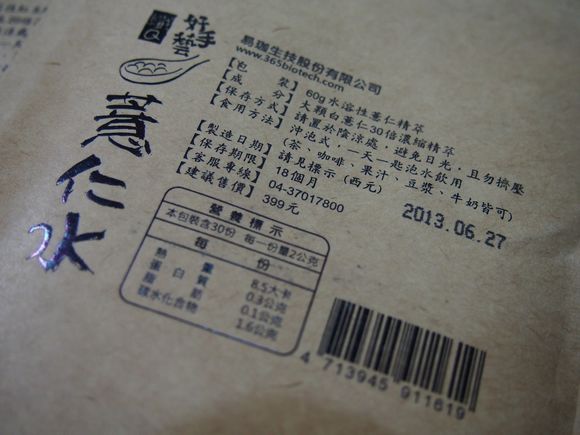 好手藝
Q
薏仁水
易珈生技股份有限公司
www.365biotech.com
【包裝】60g水溶性薏仁精萃
【成分】大顆白薏仁30倍濃縮精萃
【保存方式】請置於陰涼處，避免日光，且勿擠壓
【食用方法】沖泡式，一天一匙泡水飲用
(茶、咖啡、果汁、豆漿、牛奶皆可)
【製造日期】請見標示 (西元)
【保存期限】18個月
【客服專線】04-37017800
【建議售價】399元
2013.06.27
營養標示
本包裝含30份 每一份量2公克
每份
熱量 8.5大卡
蛋白質 0.3公克
脂肪 0.1公克
碳水化合物 1.6公克
4 713945 911619